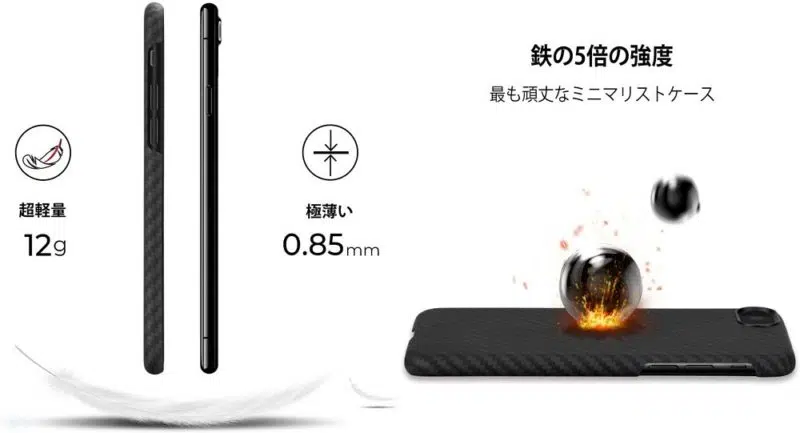 超軽量
12g
極薄い
0.85mm
鉄の5倍の強度
最も頑丈なミニマリストケース